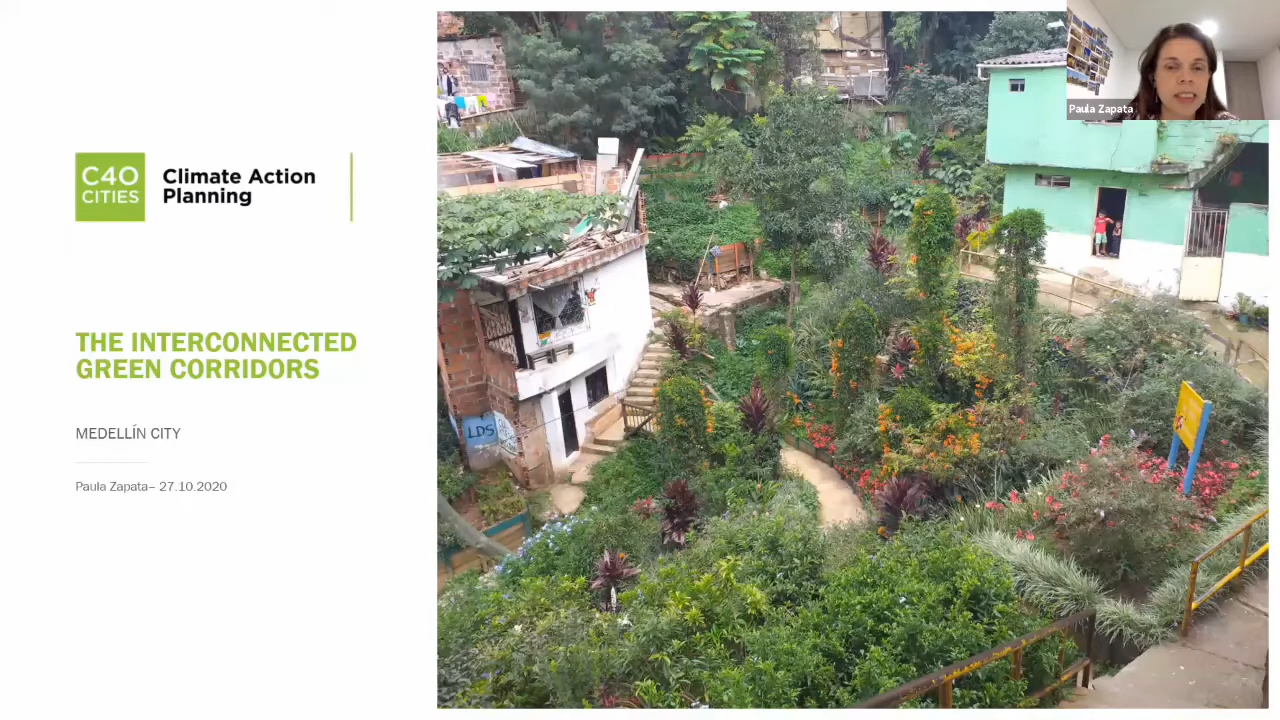 C40
CITIES
Climate Action
Planning
THE INTERCONNECTED
GREEN CORRIDORS
MEDELLÍN CITY
Paula Zapata– 27.10.2020
Paula Zapata
LDS